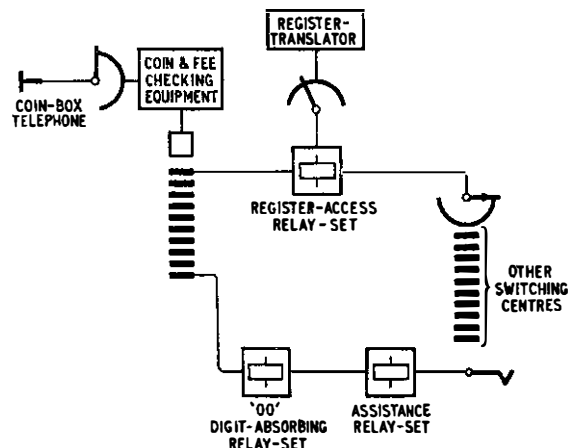 REGISTER-
TRANSLATOR
COIN & FEE
CHECKING
EQUIPMENT
COIN-BOX
TELEPHONE
REGISTER-ACCESS
RELAY-SET
OTHER
SWITCHING
CENTRES
'00'
DIGIT-ABSORBING
RELAY-SET
ASSISTANCE
RELAY-SET